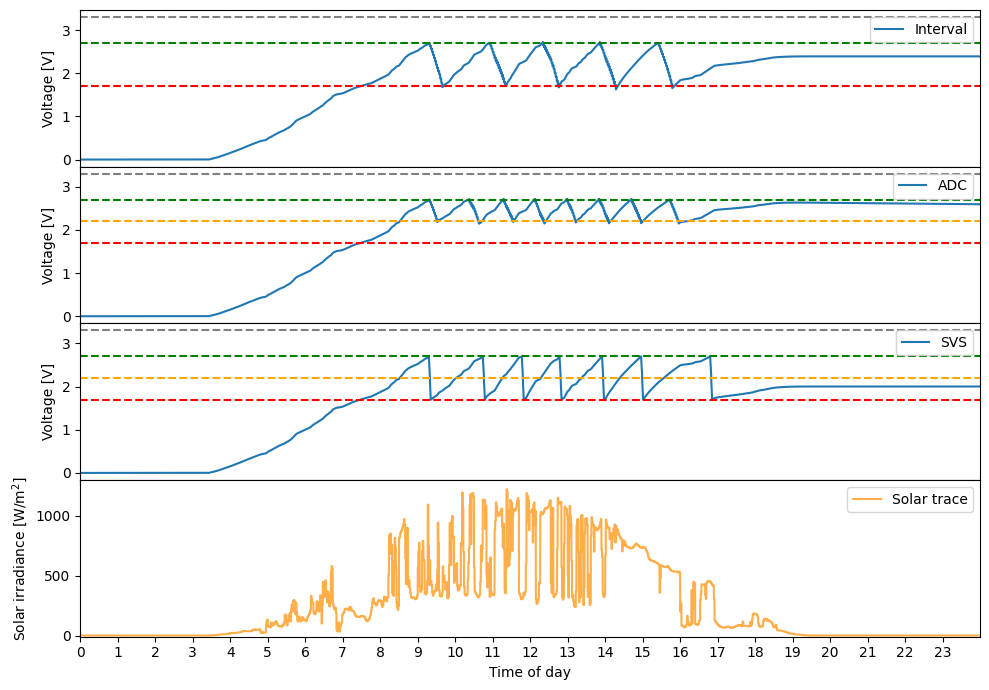 Voltage [V]
3
2
1
0
Interval
Voltage [V]
3
2
1
0
ADC
Voltage [V]
3
2
1
0
SVS
Solar irradiance [W/m²]
1000
500
0
Solar trace
0 1 2 3 4 5 6 7 8 9 10 11 12 13 14 15 16 17 18 19 20 21 22 23
Time of day